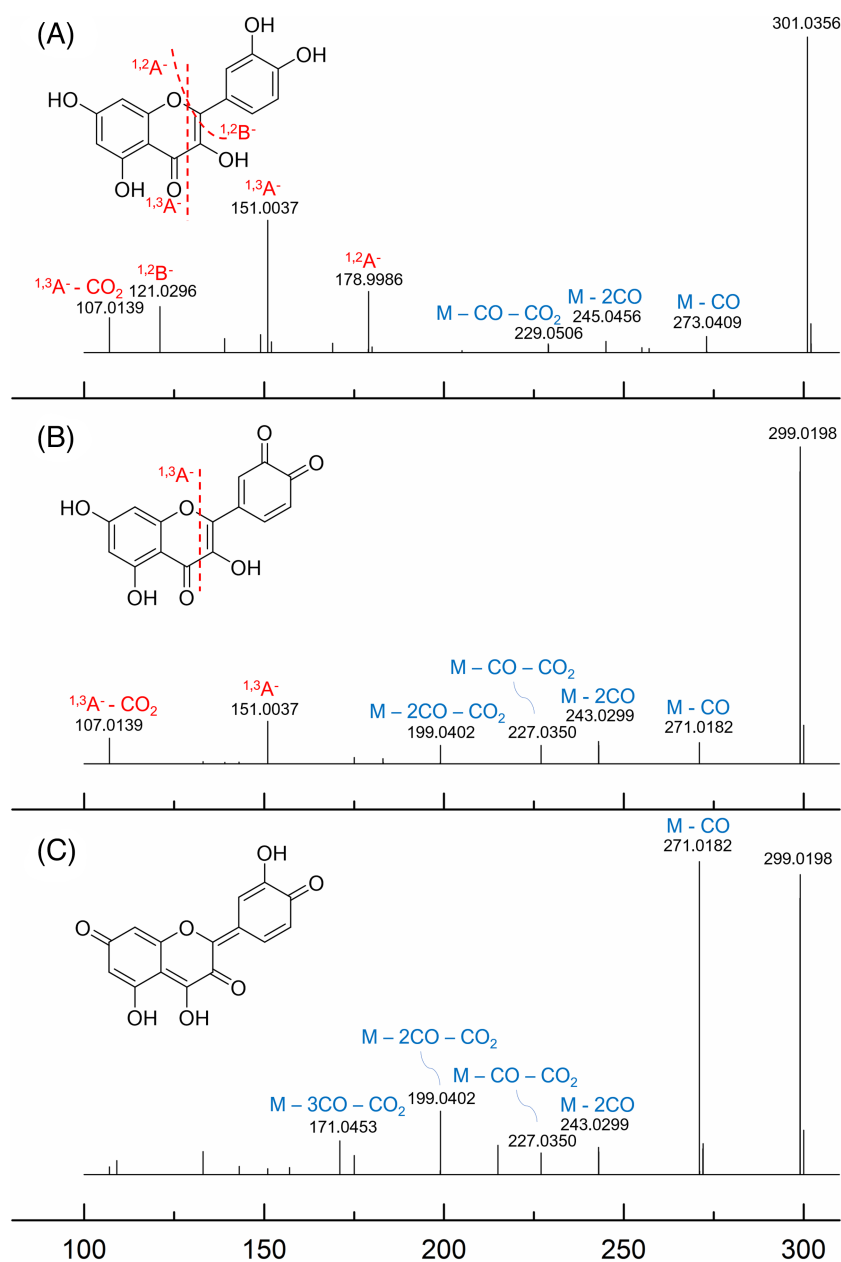 (A)
OH
OH
HO
O
OH
OH
O
1,2A-
1,2B-
1,3A-
301.0356
1,3A-
151.0037
1,2A-
178.9986
1,3A- - CO2
107.0139
1,2B-
121.0296
M – CO – CO2
229.0506
M - 2CO
245.0456
M - CO
273.0409
(B)
O
O
HO
O
OH
OH
O
1,3A-
299.0198
1,3A- - CO2
107.0139
1,3A-
151.0037
M – CO – CO2
227.0350
M – 2CO – CO2
199.0402
M - 2CO
243.0299
M - CO
271.0182
(C)
OH
O
O
O
O
OH
OH
M - CO
271.0182
299.0198
M – 2CO – CO2
199.0402
M – CO – CO2
227.0350
M – 3CO – CO2
171.0453
M - 2CO
243.0299
100 150 200 250 300